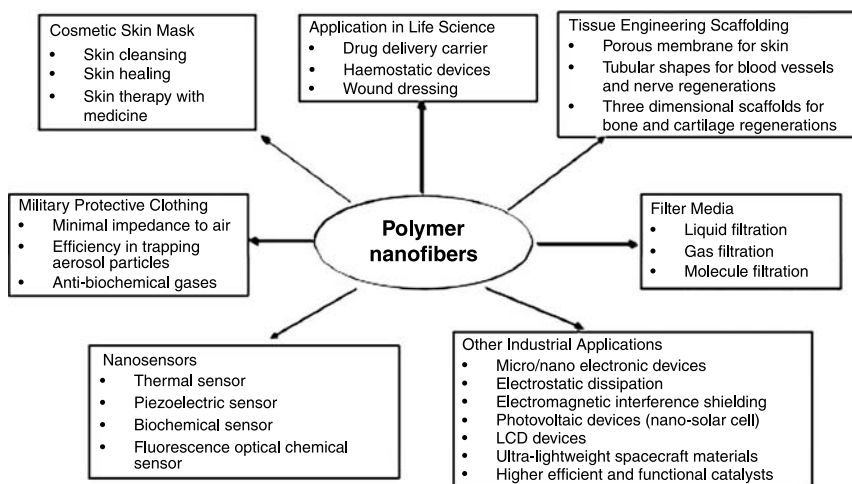 Cosmetic Skin Mask
• Skin cleansing
• Skin healing
• Skin therapy with
medicine
Application in Life Science
• Drug delivery carrier
• Haemostatic devices
• Wound dressing
Tissue Engineering Scaffolding
• Porous membrane for skin
• Tubular shapes for blood vessels
and nerve regenerations
• Three dimensional scaffolds for
bone and cartilage regenerations
Military Protective Clothing
• Minimal impedance to air
• Efficiency in trapping
aerosol particles
• Anti-biochemical gases
Polymer
nanofibers
Filter Media
• Liquid filtration
• Gas filtration
• Molecule filtration
Nanosensors
• Thermal sensor
• Piezoelectric sensor
• Biochemical sensor
• Fluorescence optical chemical
sensor
Other Industrial Applications
• Micro/nano electronic devices
• Electrostatic dissipation
• Electromagnetic interference shielding
• Photovoltaic devices (nano-solar cell)
• LCD devices
• Ultra-lightweight spacecraft materials
• Higher efficient and functional catalysts